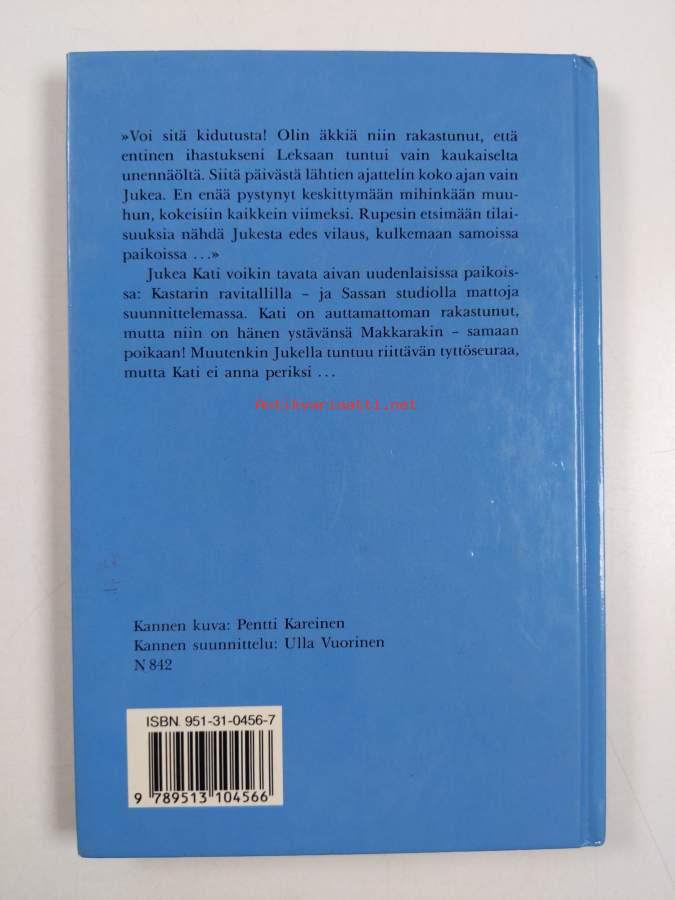 »Voi sitä kidutusta! Olin äkkiä niin rakastunut, että
entinen ihastukseni Leksaan tuntui vain kaukaiselta
unennäöltä. Siitä päivästä lähtien ajattelin koko ajan vain
Jukea. En enää pystynyt keskittymään mihinkään muu-
hun, kokeisiin kaikkein viimeksi. Rupesin etsimään tilai-
suuksia nähdä Jukesta edes vilaus, kulkemaan samoissa
paikoissa ...»
Jukea Kati voikin tavata aivan uudenlaisissa paikois-
sa: Kastarin ravitallilla – ja Sassan studiolla mattoja
suunnittelemassa. Kati on auttamattoman rakastunut,
mutta niin on hänen ystävänsä Makkarakin – samaan
poikaan! Muutenkin Jukella tuntuu riittävän tyttöseuraa,
mutta Kati ei anna periksi ...
Antikvariaatti.net
Kannen kuva: Pentti Kareinen
Kannen suunnittelu: Ulla Vuorinen
N 842
ISBN 951-31-0456-7
9 789513 104566